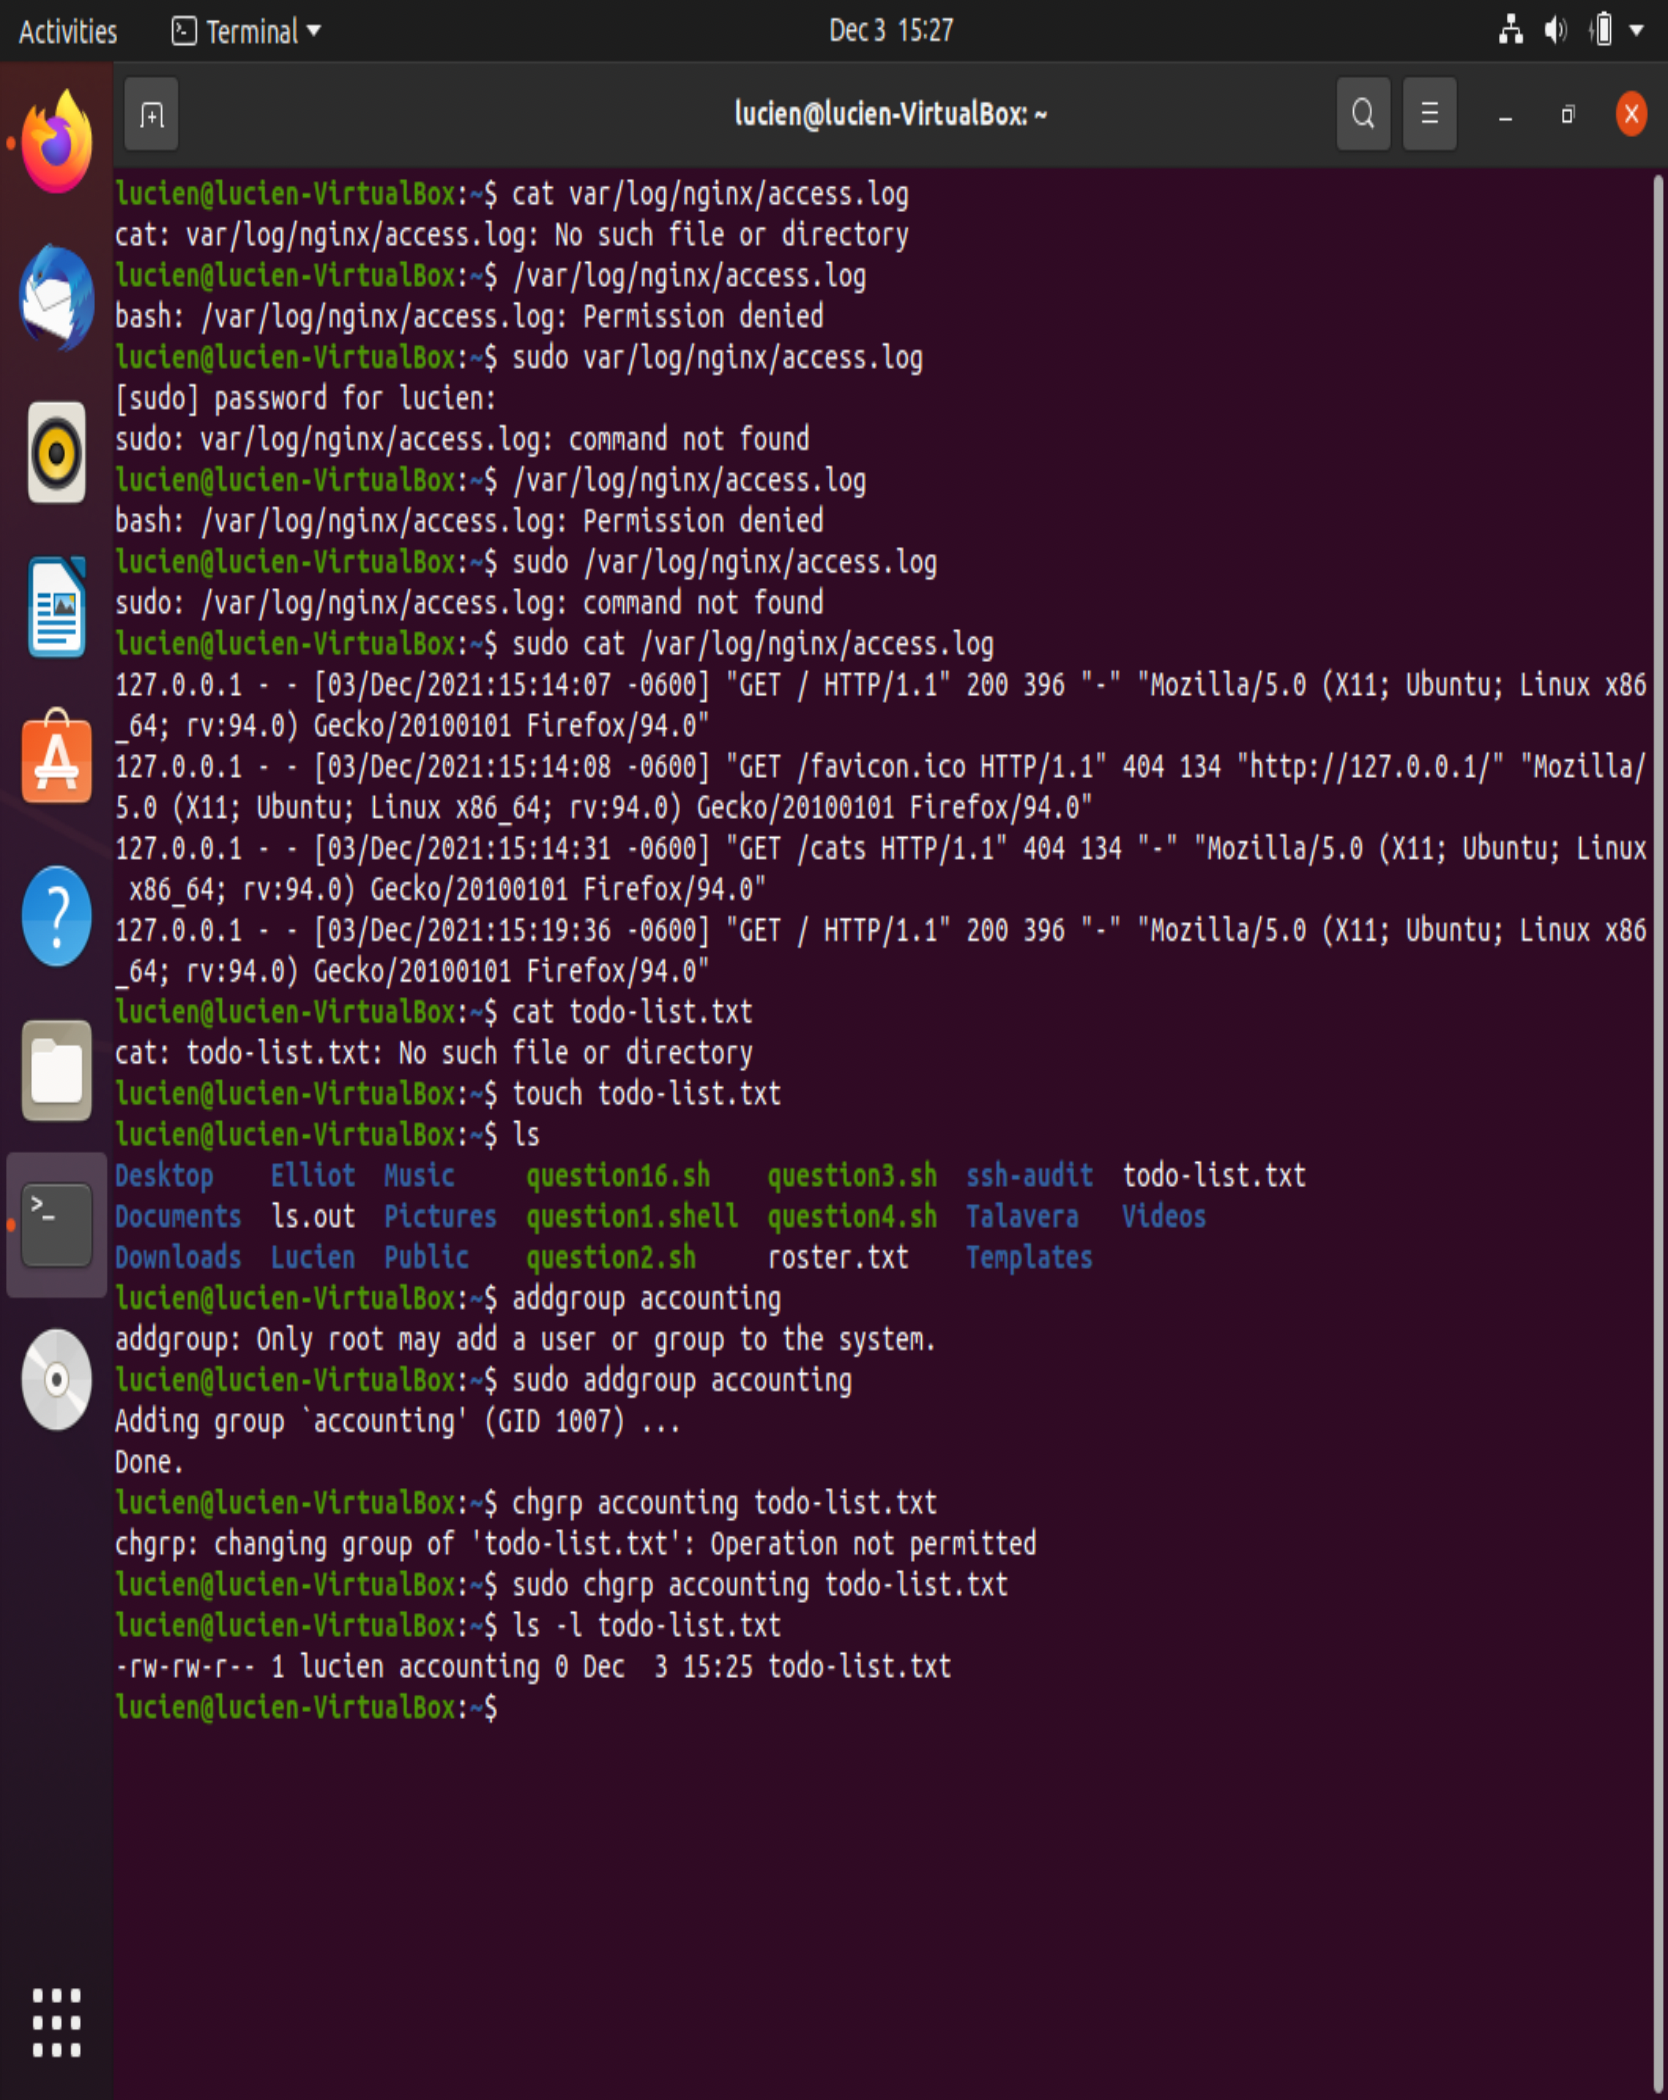 Activities Terminal Dec 3 15:27
lucien@lucien-VirtualBox: ~
lucien@lucien-VirtualBox:~$ cat var/log/nginx/access.log
cat: var/log/nginx/access.log: No such file or directory
lucien@lucien-VirtualBox:~$ /var/log/nginx/access.log
bash: /var/log/nginx/access.log: Permission denied
lucien@lucien-VirtualBox:~$ sudo var/log/nginx/access.log
[sudo] password for lucien:
sudo: var/log/nginx/access.log: command not found
lucien@lucien-VirtualBox:~$ /var/log/nginx/access.log
bash: /var/log/nginx/access.log: Permission denied
lucien@lucien-VirtualBox:~$ sudo /var/log/nginx/access.log
sudo: /var/log/nginx/access.log: command not found
lucien@lucien-VirtualBox:~$ sudo cat /var/log/nginx/access.log
127.0.0.1 - - [03/Dec/2021:15:14:07 -0600] "GET / HTTP/1.1" 200 396 "-" "Mozilla/5.0 (X11; Ubuntu; Linux x86
_64; rv:94.0) Gecko/20100101 Firefox/94.0"
127.0.0.1 - - [03/Dec/2021:15:14:08 -0600] "GET /favicon.ico HTTP/1.1" 404 134 "http://127.0.0.1/" "Mozilla/
5.0 (X11; Ubuntu; Linux x86_64; rv:94.0) Gecko/20100101 Firefox/94.0"
127.0.0.1 - - [03/Dec/2021:15:14:31 -0600] "GET /cats HTTP/1.1" 404 134 "-" "Mozilla/5.0 (X11; Ubuntu; Linux
 x86_64; rv:94.0) Gecko/20100101 Firefox/94.0"
127.0.0.1 - - [03/Dec/2021:15:19:36 -0600] "GET / HTTP/1.1" 200 396 "-" "Mozilla/5.0 (X11; Ubuntu; Linux x86
_64; rv:94.0) Gecko/20100101 Firefox/94.0"
lucien@lucien-VirtualBox:~$ cat todo-list.txt
cat: todo-list.txt: No such file or directory
lucien@lucien-VirtualBox:~$ touch todo-list.txt
lucien@lucien-VirtualBox:~$ ls
Desktop    Elliot  Music     question16.sh    question3.sh  ssh-audit  todo-list.txt
Documents  ls.out  Pictures  question1.shell  question4.sh  Talavera   Videos
Downloads  Lucien  Public    question2.sh     roster.txt    Templates
lucien@lucien-VirtualBox:~$ addgroup accounting
addgroup: Only root may add a user or group to the system.
lucien@lucien-VirtualBox:~$ sudo addgroup accounting
Adding group `accounting' (GID 1007) ...
Done.
lucien@lucien-VirtualBox:~$ chgrp accounting todo-list.txt
chgrp: changing group of 'todo-list.txt': Operation not permitted
lucien@lucien-VirtualBox:~$ sudo chgrp accounting todo-list.txt
lucien@lucien-VirtualBox:~$ ls -l todo-list.txt
-rw-rw-r-- 1 lucien accounting 0 Dec  3 15:25 todo-list.txt
lucien@lucien-VirtualBox:~$